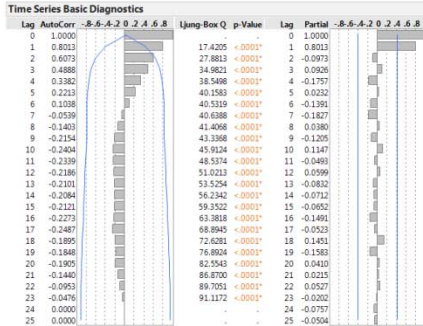 Time Series Basic Diagnostics
Lag AutoCorr -.8-.6-.4-.2 0 .2 .4 .6 .8 Ljung-Box Q p-Value Lag Partial -.8-.6-.4-.2 0 .2 .4 .6 .8
0 1.0000 . . 0 1.0000
1 0.8013 17.4205 <.0001* 1 0.8013
2 0.6073 27.8813 <.0001* 2 -0.0973
3 0.4888 34.9821 <.0001* 3 0.0926
4 0.3382 38.5498 <.0001* 4 -0.1757
5 0.2213 40.1583 <.0001* 5 0.0232
6 0.1038 40.5319 <.0001* 6 -0.1391
7 -0.0539 40.6388 <.0001* 7 -0.1827
8 -0.1403 41.4068 <.0001* 8 0.0380
9 -0.2154 43.3368 <.0001* 9 -0.1205
10 -0.2404 45.9124 <.0001* 10 0.1147
11 -0.2339 48.5374 <.0001* 11 -0.0493
12 -0.2186 51.0213 <.0001* 12 0.0599
13 -0.2101 53.5254 <.0001* 13 -0.0832
14 -0.2084 56.2342 <.0001* 14 -0.0712
15 -0.2121 59.3522 <.0001* 15 -0.0652
16 -0.2273 63.3818 <.0001* 16 -0.1491
17 -0.2487 68.8945 <.0001* 17 -0.0523
18 -0.1895 72.6281 <.0001* 18 0.1451
19 -0.1848 76.8924 <.0001* 19 -0.1583
20 -0.1905 82.5543 <.0001* 20 0.0410
21 -0.1440 86.8700 <.0001* 21 0.0215
22 -0.0953 89.7051 <.0001* 22 -0.0527
23 -0.0476 91.1172 <.0001* 23 -0.0202
24 0.0000 . . 24 -0.0757
25 0.0000 . . 25 -0.0504